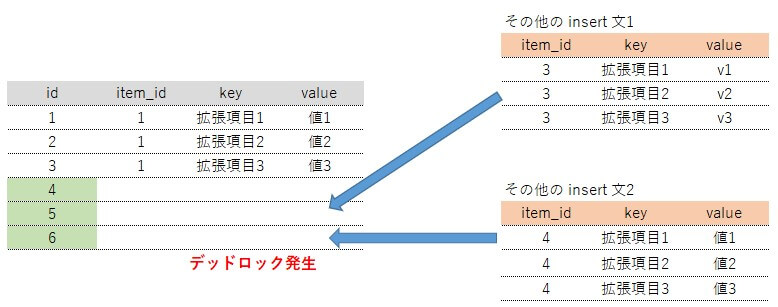 その他の insert 文1
item_id key value
3 拡張項目1 v1
3 拡張項目2 v2
3 拡張項目3 v3
id item_id key value
1 1 拡張項目1 値1
2 1 拡張項目2 値2
3 1 拡張項目3 値3
4
5
6
デッドロック発生
その他の insert 文2
item_id key value
4 拡張項目1 値1
4 拡張項目2 値2
4 拡張項目3 値3